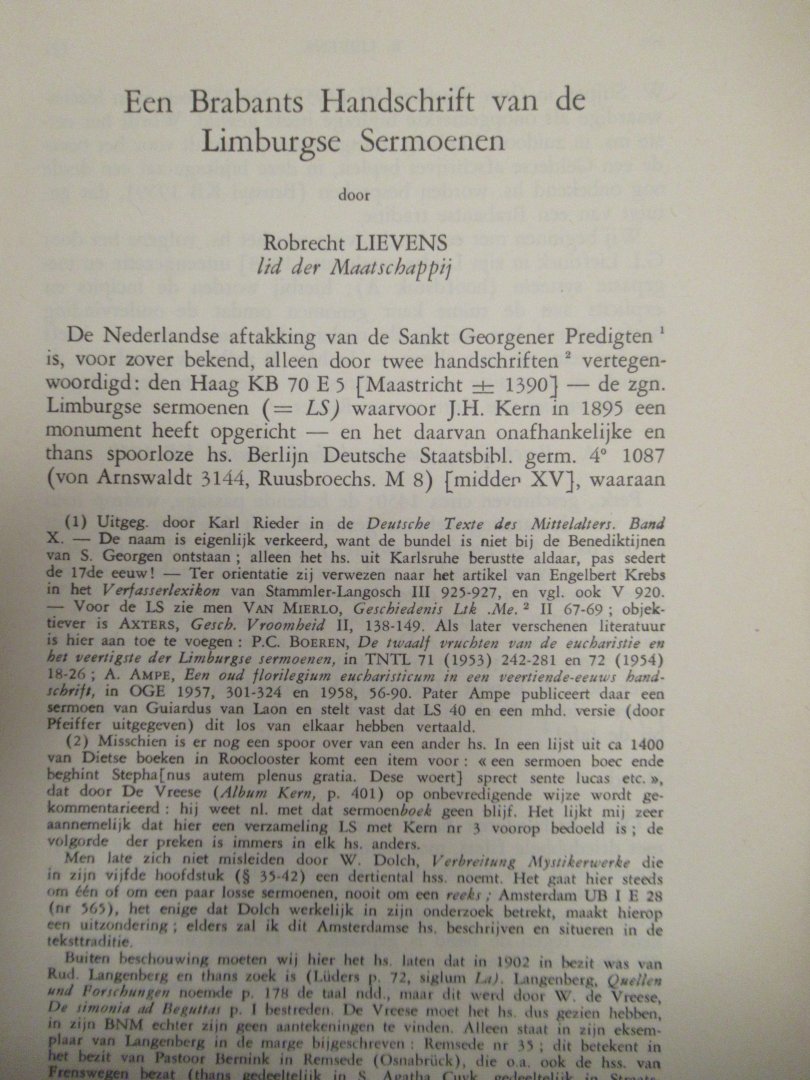 Een Brabants Handschrift van de
Limburgse Sermoenen
door
Robrecht LIEVENS
lid der Maatschappij
De Nederlandse aftakking van de Sankt Georgener Predigten ¹
is, voor zover bekend, alleen door twee handschriften ² vertegen-
woordigd: den Haag KB 70 E 5 [Maastricht ± 1390] — de zgn.
Limburgse sermoenen (= LS) waarvoor J.H. Kern in 1895 een
monument heeft opgericht — en het daarvan onafhankelijke en
thans spoorloze hs. Berlijn Deutsche Staatsbibl. germ. 4° 1087
(von Arnswaldt 3144, Ruusbroechs. M 8) [midden XV], waaraan
(1) Uitgeg. door Karl Rieder in de Deutsche Texte des Mittelalters. Band
X. — De naam is eigenlijk verkeerd, want de bundel is niet bij de Benediktijnen
van S. Georgen ontstaan ; alleen het hs. uit Karlsruhe berustte aldaar, pas sedert
de 17de eeuw! — Ter orientatie zij verwezen naar het artikel van Engelbert Krebs
in het Verfasserlexikon van Stammler-Langosch III 925-927, en vgl. ook V 920.
— Voor de LS zie men VAN MIERLO, Geschiedenis Ltk .Me.² II 67-69 ; objek-
tiever is AXTERS, Gesch. Vroomheid II, 138-149. Als later verschenen literatuur
is hier aan toe te voegen : P.C. BOEREN, De twaalf vruchten van de eucharistie en
het veertigste der Limburgse sermoenen, in TNTL 71 (1953) 242-281 en 72 (1954)
18-26 ; A. AMPE, Een oud florilegium eucharisticum in een veertiende-eeuws hand-
schrift, in OGE 1957, 301-324 en 1958, 56-90. Pater Ampe publiceert daar een
sermoen van Guiardus van Laon en stelt vast dat LS 40 en een mhd. versie (door
Pfeiffer uitgegeven) dit los van elkaar hebben vertaald.
(2) Misschien is er nog een spoor over van een ander hs. In een lijst uit ca 1400
van Dietse boeken in Rooclooster komt een item voor : « een sermoen boec ende
beghint Stepha[nus autem plenus gratia. Dese woert] sprect sente lucas etc. »,
dat door De Vreese (Album Kern, p. 401) op onbevredigende wijze wordt ge-
kommentarieerd : hij weet nl. met dat sermoenboek geen blijf. Het lijkt mij zeer
aannemelijk dat hier een verzameling LS met Kern nr 3 voorop bedoeld is ; de
volgorde der preken is immers in elk hs. anders.
Men late zich niet misleiden door W. Dolch, Verbreitung Mystikerwerke die
in zijn vijfde hoofdstuk (§ 35-42) een dertiental hss. noemt. Het gaat hier steeds
om één of om een paar losse sermoenen, nooit om een reeks ; Amsterdam UB I E 28
(nr 565), het enige dat Dolch werkelijk in zijn onderzoek betrekt, maakt hierop
een uitzondering ; elders zal ik dit Amsterdamse hs. beschrijven en situeren in de
teksttraditie.
Buiten beschouwing moeten wij hier het hs. laten dat in 1902 in bezit was van
Rud. Langenberg en thans zoek is (Lüders p. 72, siglum La). Langenberg, Quellen
und Forschungen noemde p. 178 de taal ndd., maar dit werd door W. de Vreese,
De simonia ad Beguttas p. I bestreden. De Vreese moet het hs. dus gezien hebben,
in zijn BNM echter zijn geen aantekeningen te vinden. Alleen staat in zijn eksem-
plaar van Langenberg in de marge bijgeschreven : Remsede nr 35 ; dit betekent in
het bezit van Pastoor Bernink in Remsede (Osnabrück), die o.a. ook de hss. van
Frenswegen bezat (thans gedeeltelijk in S. Agatha Cuyk, gedeeltelijk in Staats-